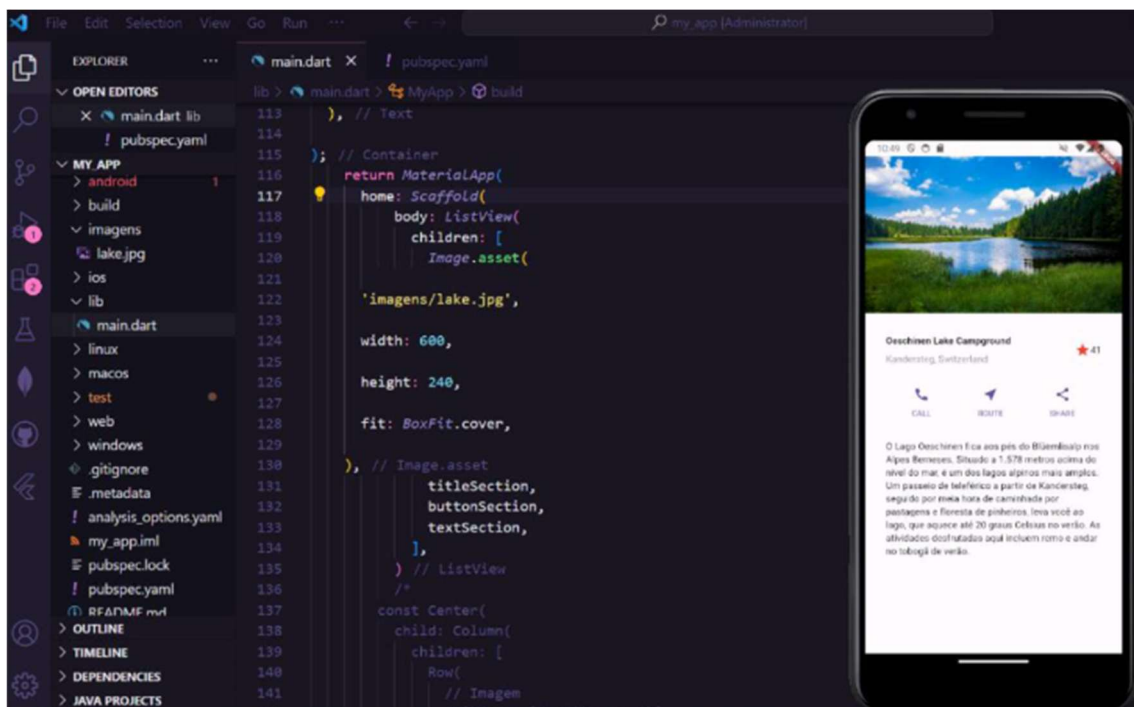 File Edit Selection View Go Run ··· my_app [Administrator]
EXPLORER ···
OPEN EDITORS
main.dart lib
pubspec.yaml
MY_APP
android 1
build
imagens
lake.jpg
ios
lib
main.dart
linux
macos
test
web
windows
.gitignore
.metadata
analysis_options.yaml
my_app.iml
pubspec.lock
pubspec.yaml
README.md
OUTLINE
TIMELINE
DEPENDENCIES
JAVA PROJECTS
1
2
main.dart pubspec.yaml
lib > main.dart > MyApp > build
113 ), // Text
114
115 ); // Container
116 return MaterialApp(
117 home: Scaffold(
118 body: ListView(
119 children: [
120 Image.asset(
121
122 'imagens/lake.jpg',
123
124 width: 600,
125
126 height: 240,
127
128 fit: BoxFit.cover,
129
130 ), // Image.asset
131 titleSection,
132 buttonSection,
133 textSection,
134 ],
135 ) // ListView
136 /*
137 const Center(
138 child: Column(
139 children: [
140 Row(
141 // Imagem
10:49
Oeschinen Lake Campground
Kandersteg, Switzerland
41
CALL ROUTE SHARE
O Lago Oeschinen fica aos pés do Blüemlisalp nos
Alpes Berneses. Situado a 1.578 metros acima do
nível do mar, é um dos lagos alpinos mais amplos.
Um passeio de teleférico a partir de Kandersteg,
seguido por meia hora de caminhada por
pastagens e floresta de pinheiros, leva você ao
lago, que aquece até 20 graus Celsius no verão. As
atividades desfrutadas aqui incluem remo e andar
no tobogã de verão.